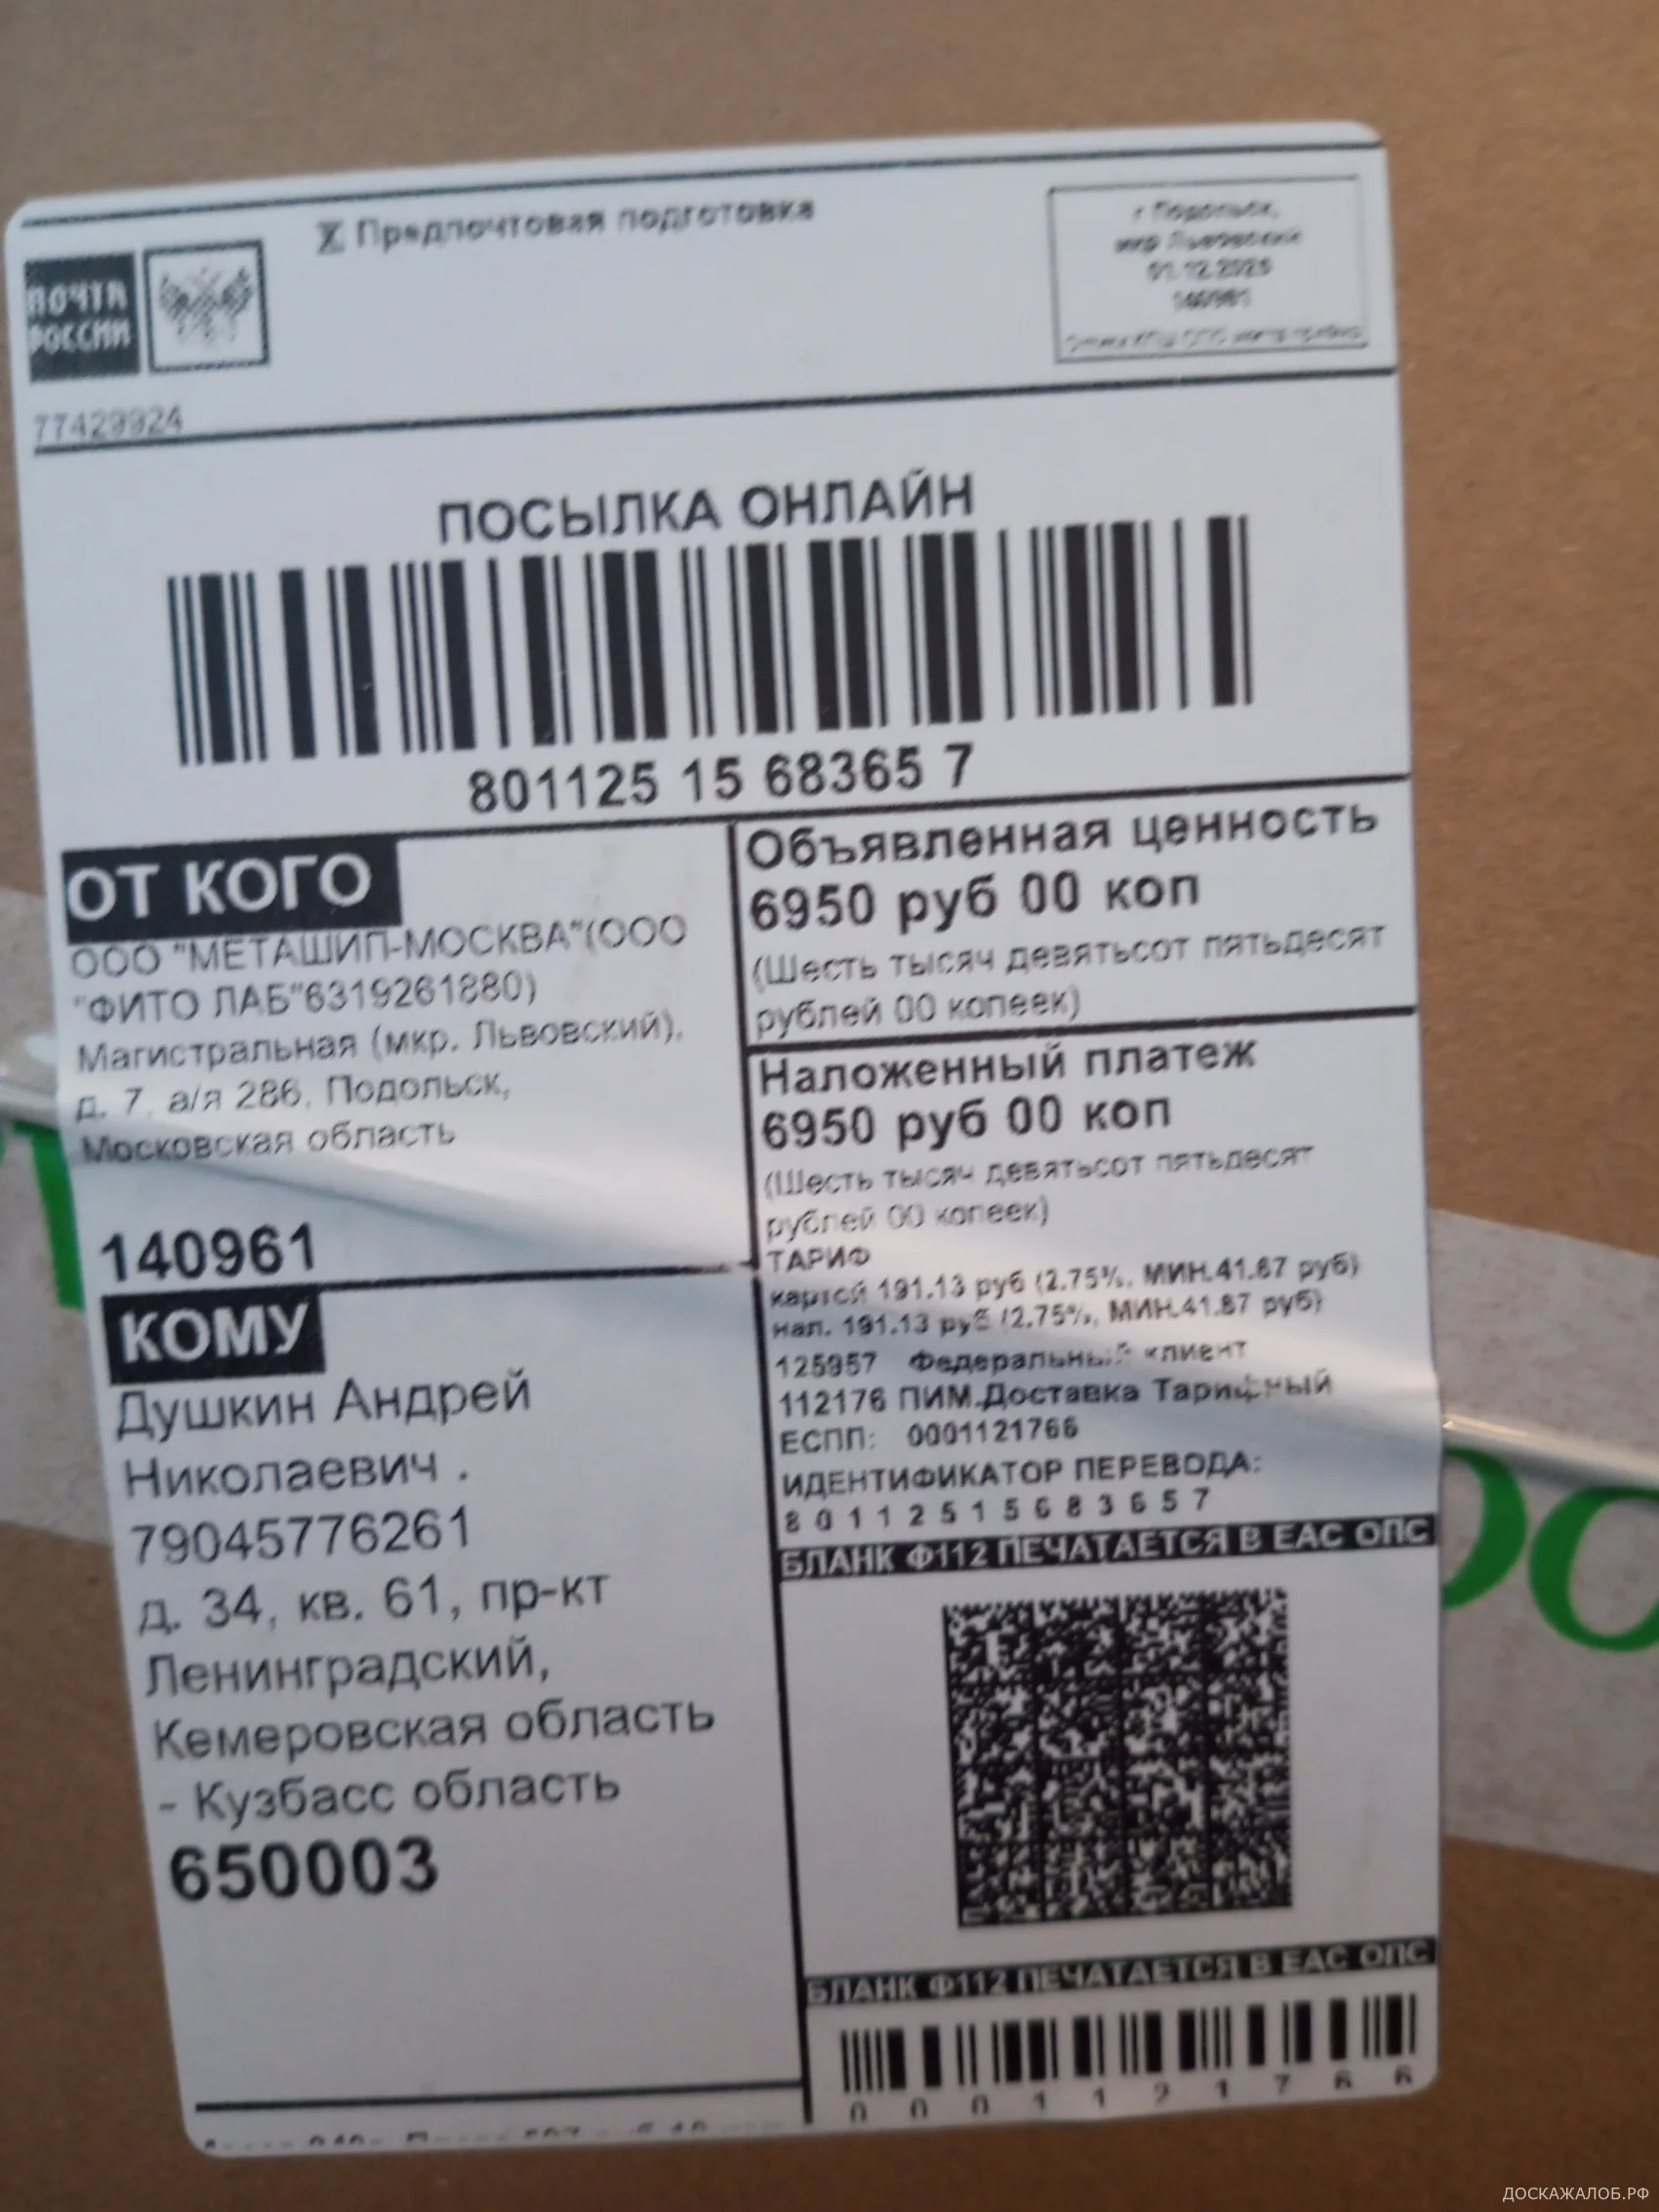 Предпочтовая подготовка
г Подольск,
мкр Львовский
01.12.2025
140961
ПОЧТА
РОССИИ
77429924
ПОСЫЛКА ОНЛАЙН
801125 15 68365 7
ОТ КОГО
ООО "МЕТАШИП-МОСКВА"(ООО
"ФИТО ЛАБ"6319261880)
Магистральная (мкр. Львовский),
д. 7, а/я 286, Подольск,
Московская область
140961
КОМУ
Душкин Андрей
Николаевич .
79045776261
д. 34, кв. 61, пр-кт
Ленинградский,
Кемеровская область
- Кузбасс область
650003
Объявленная ценность
6950 руб 00 коп
(Шесть тысяч девятьсот пятьдесят
рублей 00 копеек)
Наложенный платеж
6950 руб 00 коп
(Шесть тысяч девятьсот пятьдесят
рублей 00 копеек)
ТАРИФ
картой 191.13 руб (2.75%, МИН.41.67 руб)
нал. 191.13 руб (2.75%, МИН.41.67 руб)
125957 Федеральный клиент
112176 ПИМ.Доставка Тарифный
ЕСПП: 0001121766
ИДЕНТИФИКАТОР ПЕРЕВОДА:
8 0 1 1 2 5 1 5 6 8 3 6 5 7
БЛАНК Ф112 ПЕЧАТАЕТСЯ В ЕАС ОПС
БЛАНК Ф112 ПЕЧАТАЕТСЯ В ЕАС ОПС
0 0 0 1 1 2 1 7 6 6
ДОСКАЖАЛОБ.РФ